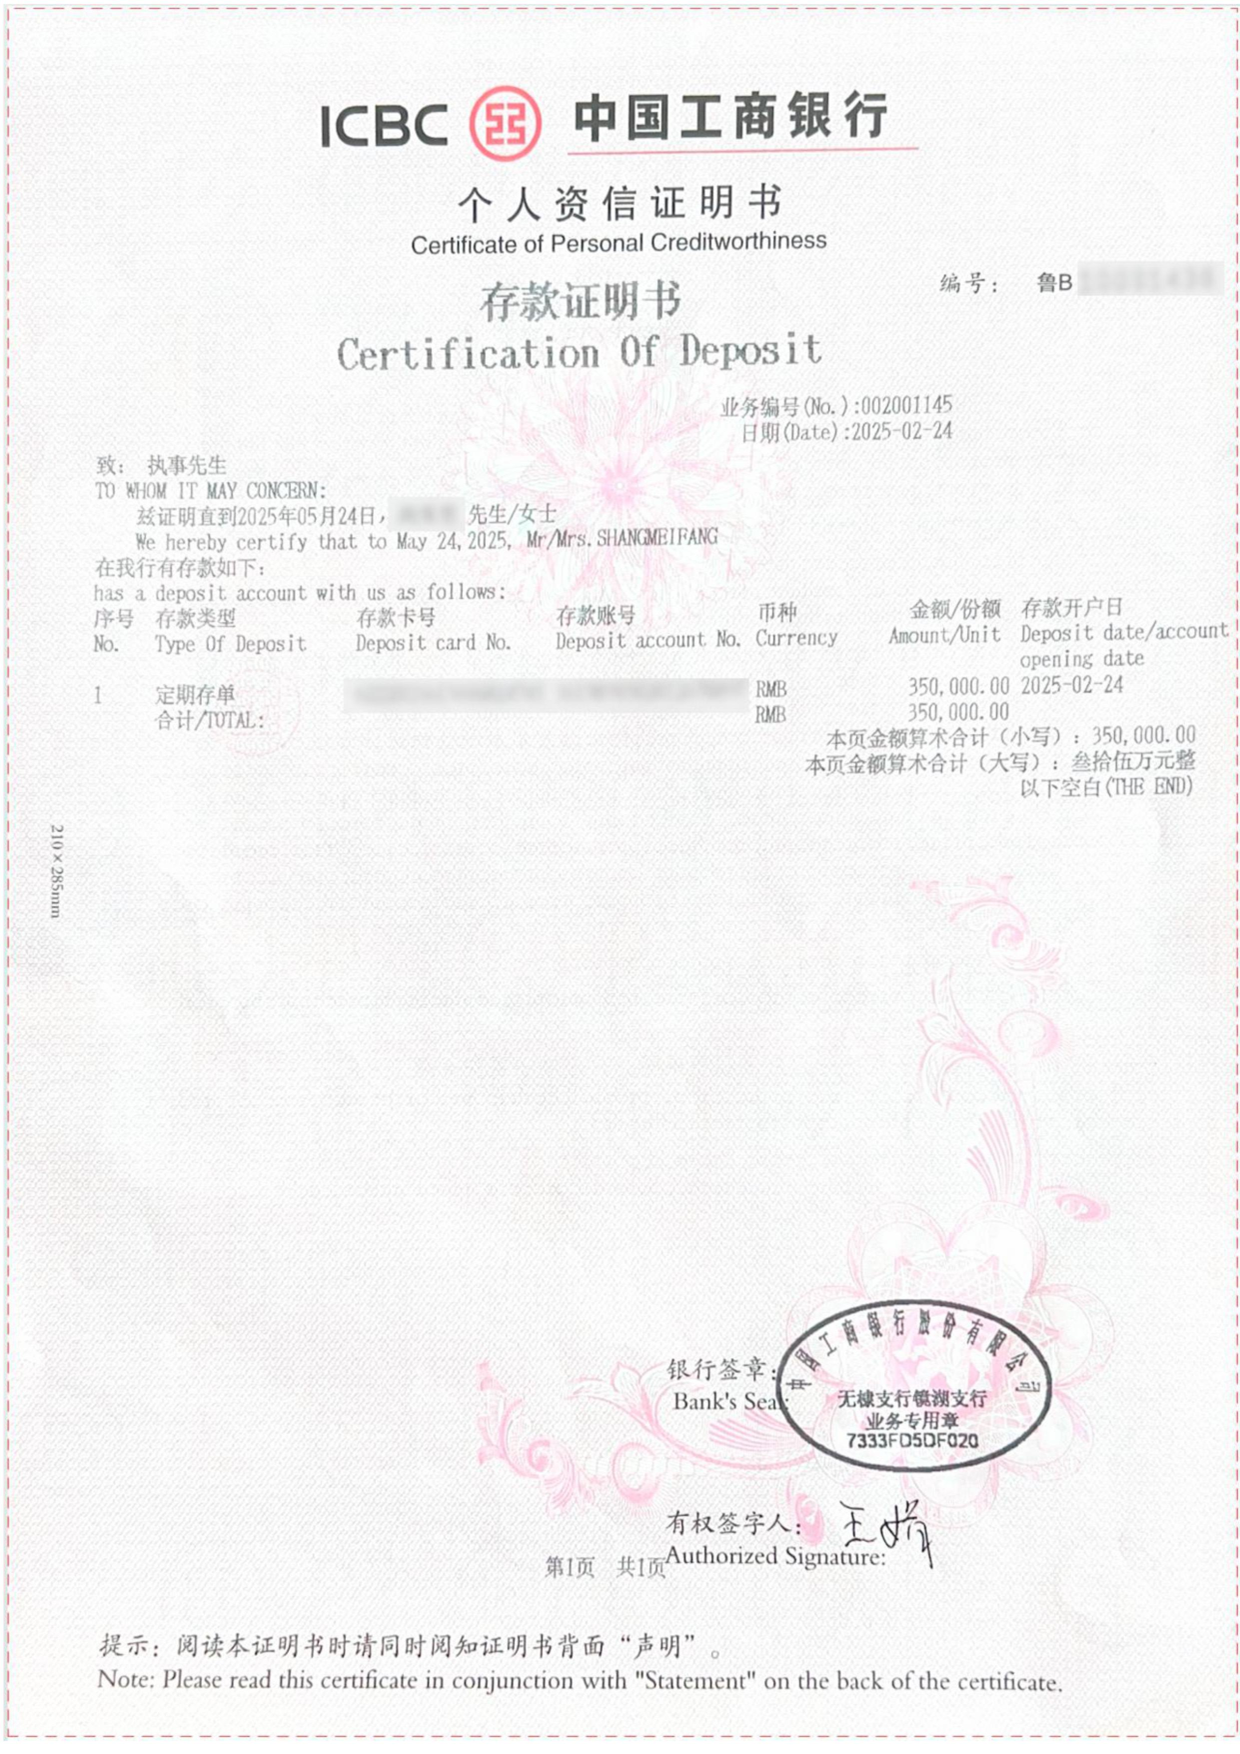 ICBC 中国工商银行
个人资信证明书
Certificate of Personal Creditworthiness
编号： 鲁B
存款证明书
Certification Of Deposit
业务编号(No.):002001145
日期(Date):2025-02-24
致： 执事先生
TO WHOM IT MAY CONCERN:
兹证明直到2025年05月24日， 先生/女士
We hereby certify that to May 24,2025, Mr/Mrs.SHANGMEIFANG
在我行有存款如下：
has a deposit account with us as follows:
序号 存款类型 存款卡号 存款账号 币种 金额/份额 存款开户日
No. Type Of Deposit Deposit card No. Deposit account No. Currency Amount/Unit Deposit date/account
opening date
1 定期存单 RMB 350,000.00 2025-02-24
合计/TOTAL: RMB 350,000.00
本页金额算术合计（小写）：350,000.00
本页金额算术合计（大写）：叁拾伍万元整
以下空白(THE END)
210×285mm
银行签章：
Bank's Seal:
中国工商银行股份有限公司
无棣支行镜湖支行
业务专用章
7333FD5DF020
有权签字人： 王娟
Authorized Signature:
第1页 共1页
提示：阅读本证明书时请同时阅知证明书背面“声明”。
Note: Please read this certificate in conjunction with "Statement" on the back of the certificate.